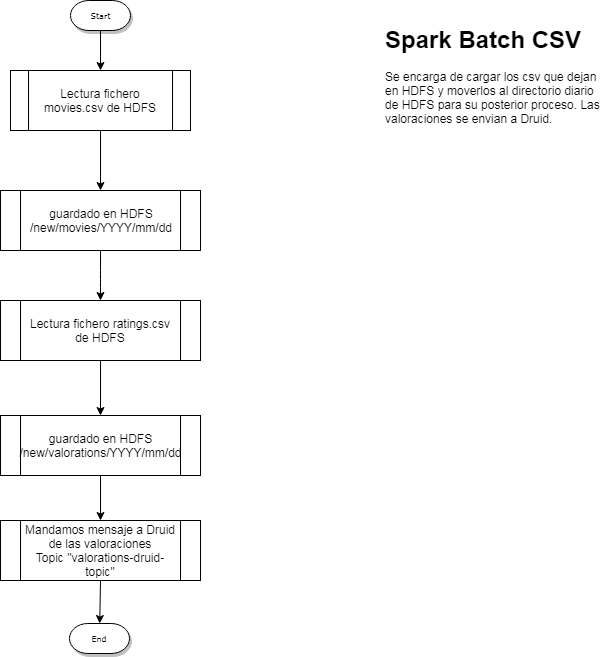 Start
Spark Batch CSV
Se encarga de cargar los csv que dejan
en HDFS y moverlos al directorio diario
de HDFS para su posterior proceso. Las
valoraciones se envian a Druid.
Lectura fichero
movies.csv de HDFS
guardado en HDFS
/new/movies/YYYY/mm/dd
Lectura fichero ratings.csv
de HDFS
guardado en HDFS
/new/valorations/YYYY/mm/dd
Mandamos mensaje a Druid
de las valoraciones
Topic "valorations-druid-
topic"
End